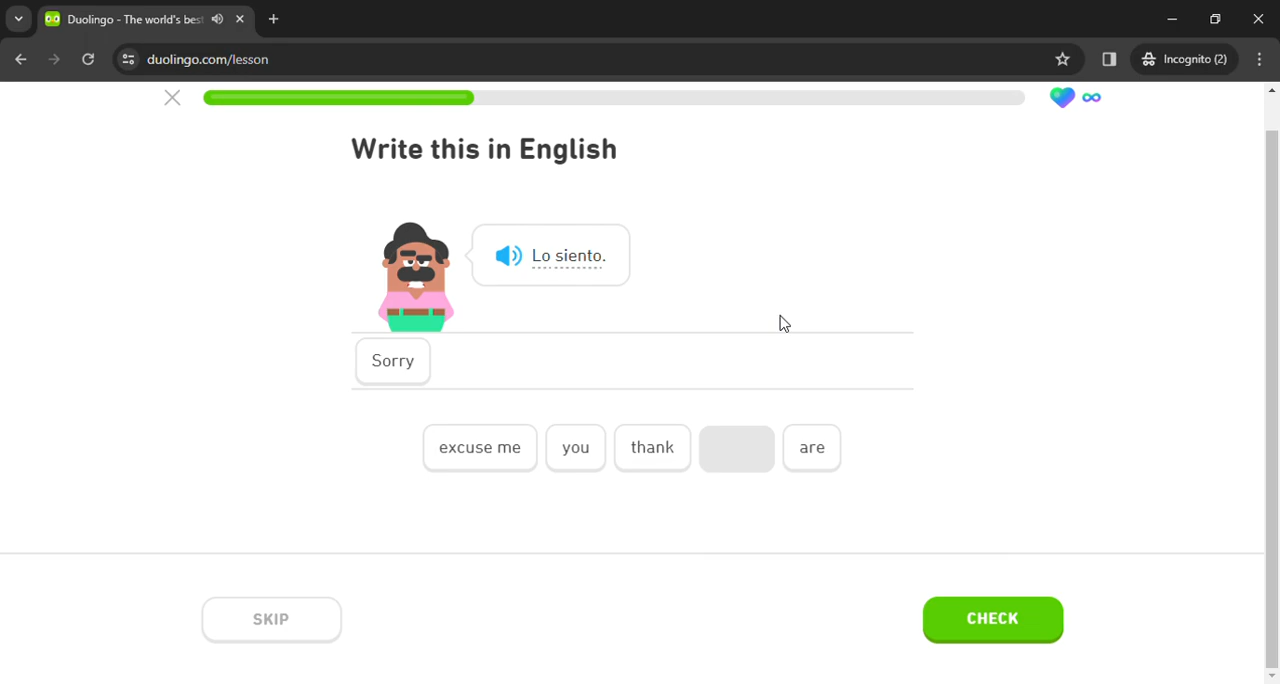 Duolingo - The world's bes
duolingo.com/lesson
Incognito (2)
Write this in English
Lo siento.
Sorry
excuse me
you
thank
are
SKIP
CHECK